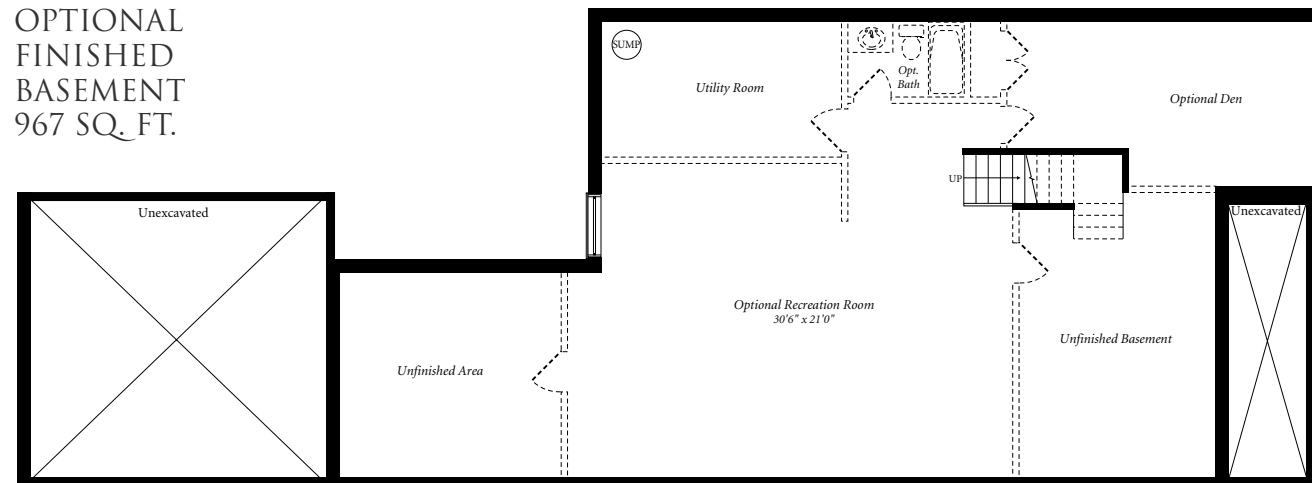 OPTIONAL
FINISHED
BASEMENT
967 SQ. FT.
SUMP
Utility Room
Opt.
Bath
Optional Den
UP
Unexcavated
Unexcavated
Optional Recreation Room
30'6" x 21'0"
Unfinished Basement
Unfinished Area